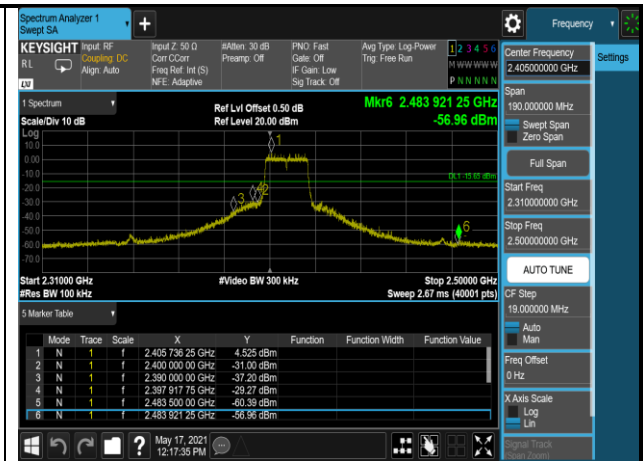 Spectrum Analyzer 1
Swept SA
+
Frequency
KEYSIGHT Input: RF Input Z: 50 Ω #Atten: 30 dB PNO: Fast Avg Type: Log-Power 1 2 3 4 5 6
RL Coupling: DC Corr CCorr Preamp: Off Gate: Off Trig: Free Run M W W W W W
Align: Auto Freq Ref: Int (S) IF Gain: Low
NFE: Adaptive Sig Track: Off P N N N N N
LXI
1 Spectrum
Scale/Div 10 dB
Ref Lvl Offset 0.50 dB
Ref Level 20.00 dBm
Mkr6 2.483 921 25 GHz
-56.96 dBm
Log
10.0
0.00
-10.0
-20.0
-30.0
-40.0
-50.0
-60.0
-70.0
1
DL1 -15.65 dBm
3
4
2
6
Start 2.31000 GHz #Video BW 300 kHz Stop 2.50000 GHz
#Res BW 100 kHz Sweep 2.67 ms (40001 pts)
5 Marker Table
Mode Trace Scale X Y Function Function Width Function Value
1 N 1 f 2.405 736 25 GHz 4.525 dBm
2 N 1 f 2.400 000 00 GHz -31.00 dBm
3 N 1 f 2.390 000 00 GHz -37.20 dBm
4 N 1 f 2.397 917 75 GHz -29.27 dBm
5 N 1 f 2.483 500 00 GHz -60.39 dBm
6 N 1 f 2.483 921 25 GHz -56.96 dBm
?
May 17, 2021
12:17:35 PM
Center Frequency
2.405000000 GHz
Settings
Span
190.000000 MHz
Swept Span
Zero Span
Full Span
Start Freq
2.310000000 GHz
Stop Freq
2.500000000 GHz
AUTO TUNE
CF Step
19.000000 MHz
Auto
Man
Freq Offset
0 Hz
X Axis Scale
Log
Lin
Signal Track
(Span Zoom)